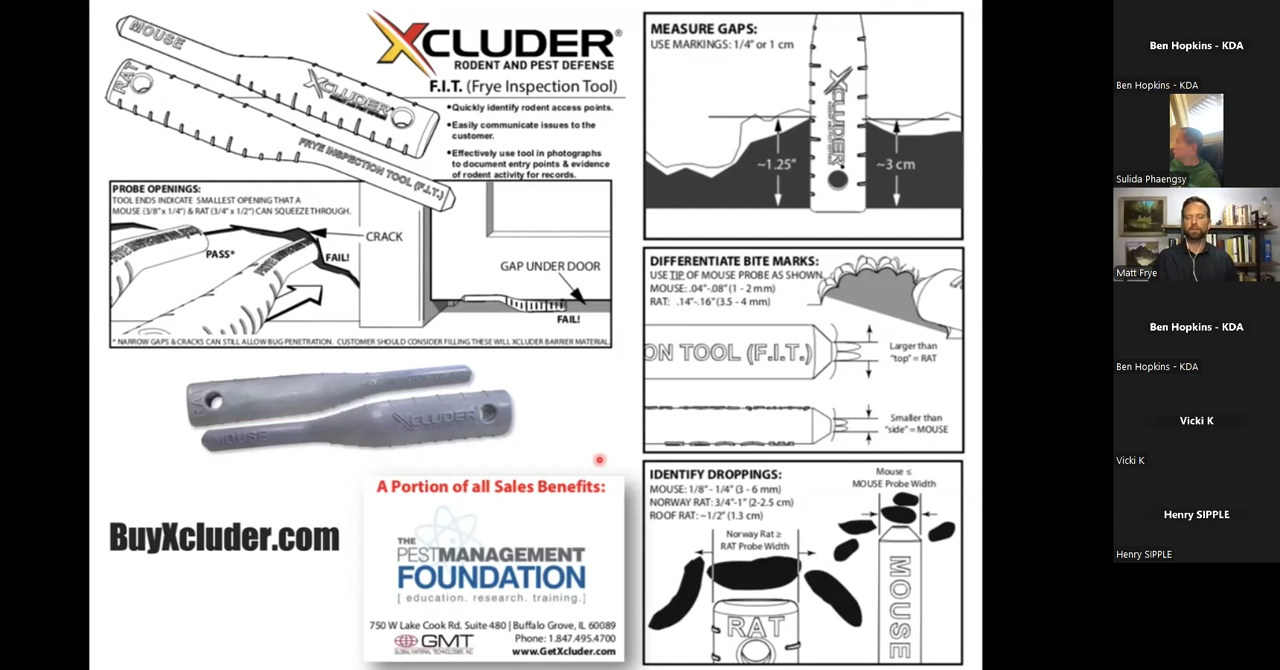 MOUSE
RAT
XCLUDER
FRYE INSPECTION TOOL (F.I.T.)
XCLUDER®
RODENT AND PEST DEFENSE
F.I.T. (Frye Inspection Tool)
•Quickly identify rodent access points.
•Easily communicate issues to the
customer.
•Effectively use tool in photographs
to document entry points & evidence
of rodent activity for records.
PROBE OPENINGS:
TOOL ENDS INDICATE SMALLEST OPENING THAT A
MOUSE (3/8" x 1/4") & RAT (3/4" x 1/2") CAN SQUEEZE THROUGH.
CRACK
PASS*
FAIL!
GAP UNDER DOOR
FAIL!
* NARROW GAPS & CRACKS CAN STILL ALLOW BUG PENETRATION. CUSTOMER SHOULD CONSIDER FILLING THESE WILL XCLUDER BARRIER MATERIAL
RAT
MOUSE
XCLUDER
BuyXcluder.com
A Portion of all Sales Benefits:
THE
PESTMANAGEMENT
FOUNDATION
[ education. research. training.]
750 W Lake Cook Rd. Suite 480 | Buffalo Grove, IL 60089
GMT
GLOBAL MATERIAL TECHNOLOGIES, INC
Phone: 1.847.495.4700
www.GetXcluder.com
MEASURE GAPS:
USE MARKINGS: 1/4" or 1 cm
XCLUDER
~1.25"
~3 cm
DIFFERENTIATE BITE MARKS:
USE TIP OF MOUSE PROBE AS SHOWN
MOUSE: .04"-.08" (1 - 2 mm)
RAT: .14"-.16" (3.5 - 4 mm)
ON TOOL (F.I.T.)
Larger than
"top" = RAT
Smaller than
"side" = MOUSE
IDENTIFY DROPPINGS:
MOUSE: 1/8" - 1/4" (3 - 6 mm)
NORWAY RAT: 3/4"-1" (2-2.5 cm)
ROOF RAT: ~1/2" (1.3 cm)
Mouse ≤
MOUSE Probe Width
Norway Rat ≥
RAT Probe Width
RAT
MOUSE
Ben Hopkins - KDA
Ben Hopkins - KDA
Sulida Phaengsy
Matt Frye
Ben Hopkins - KDA
Ben Hopkins - KDA
Vicki K
Vicki K
Henry SIPPLE
Henry SIPPLE